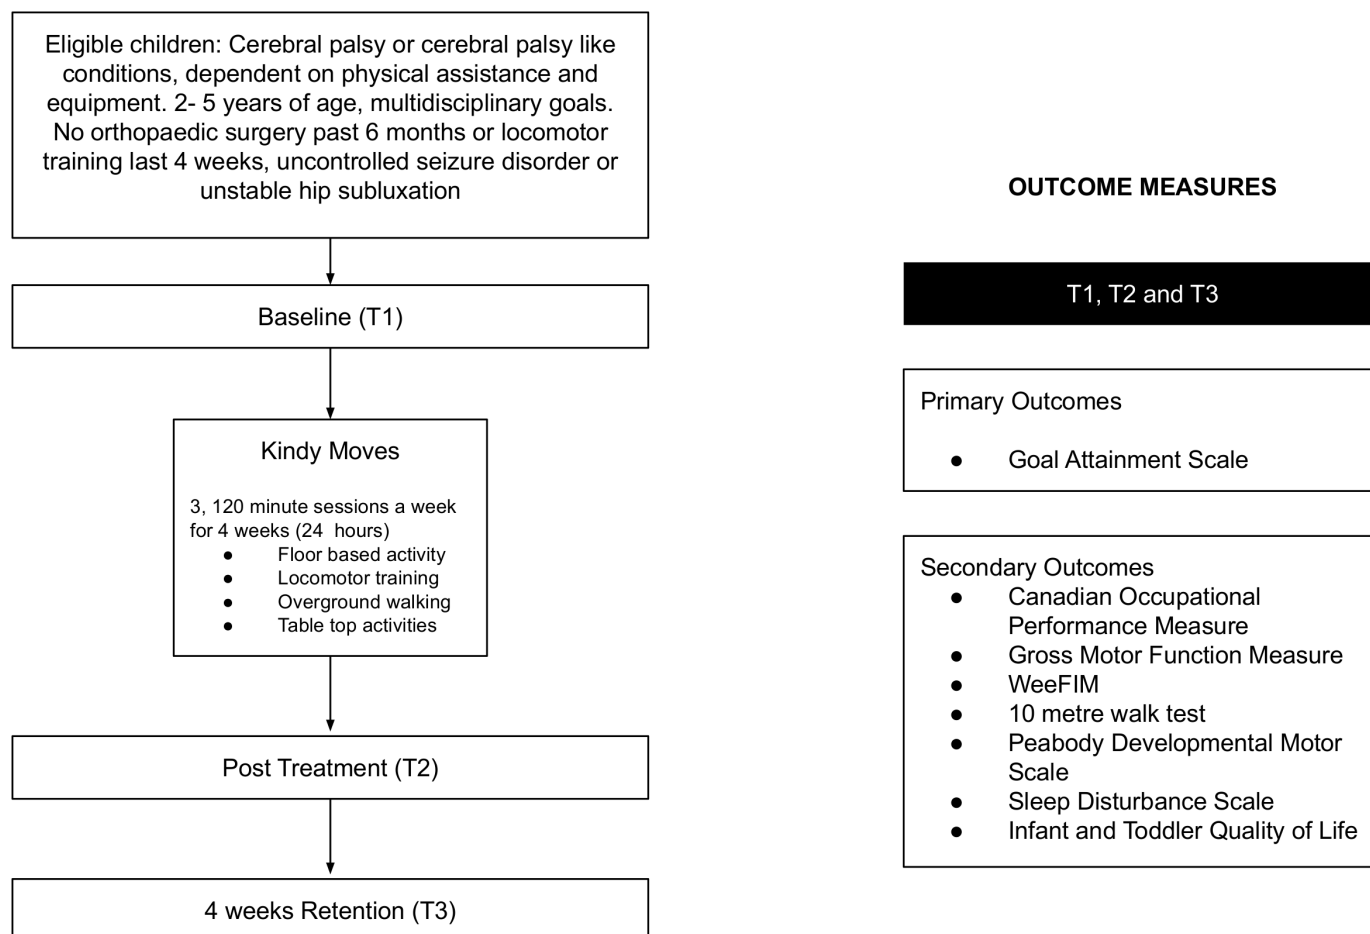 Eligible children: Cerebral palsy or cerebral palsy like
conditions, dependent on physical assistance and
equipment. 2- 5 years of age, multidisciplinary goals.
No orthopaedic surgery past 6 months or locomotor
training last 4 weeks, uncontrolled seizure disorder or
unstable hip subluxation
Baseline (T1)
Kindy Moves
3, 120 minute sessions a week
for 4 weeks (24  hours)
● Floor based activity
● Locomotor training
● Overground walking
● Table top activities
Post Treatment (T2)
4 weeks Retention (T3)
OUTCOME MEASURES
T1, T2 and T3
Primary Outcomes
● Goal Attainment Scale
Secondary Outcomes
● Canadian Occupational
Performance Measure
● Gross Motor Function Measure
● WeeFIM
● 10 metre walk test
● Peabody Developmental Motor
Scale
● Sleep Disturbance Scale
● Infant and Toddler Quality of Life